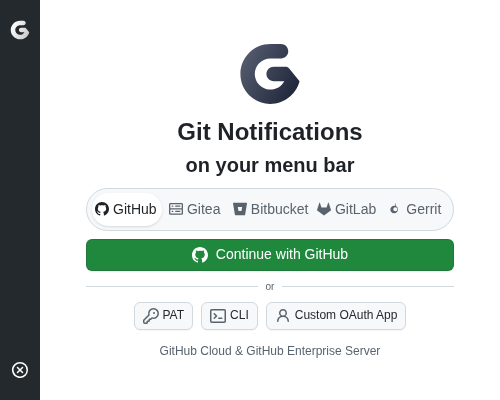 Git Notifications
on your menu bar
GitHub Gitea Bitbucket GitLab Gerrit
Continue with GitHub
or
PAT CLI Custom OAuth App
GitHub Cloud & GitHub Enterprise Server